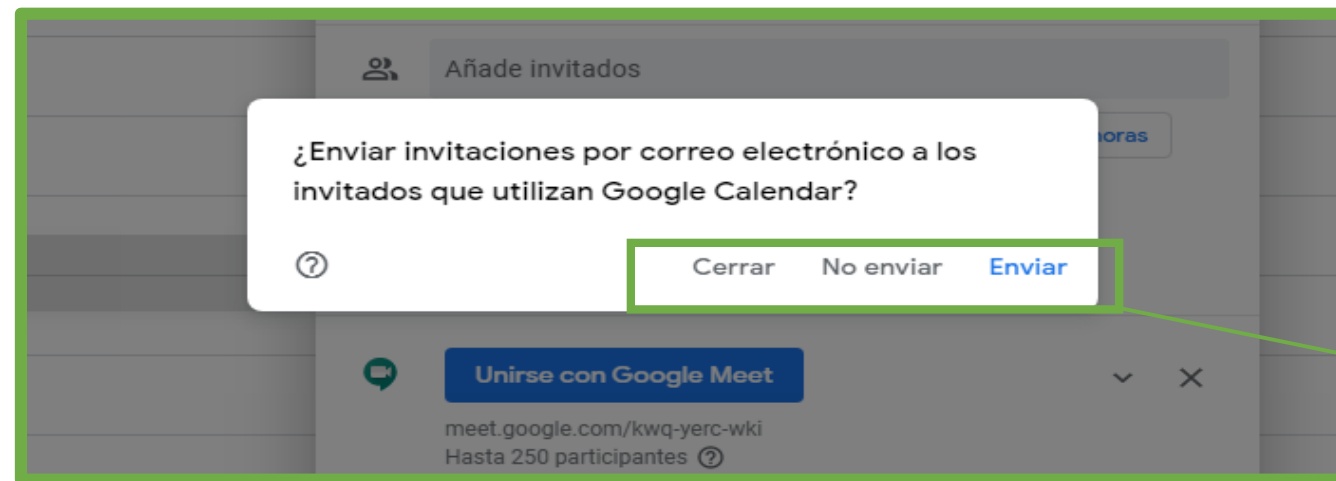 Añade invitados
horas
¿Enviar invitaciones por correo electrónico a los
invitados que utilizan Google Calendar?
Cerrar No enviar Enviar
Unirse con Google Meet
meet.google.com/kwq-yerc-wki
Hasta 250 participantes